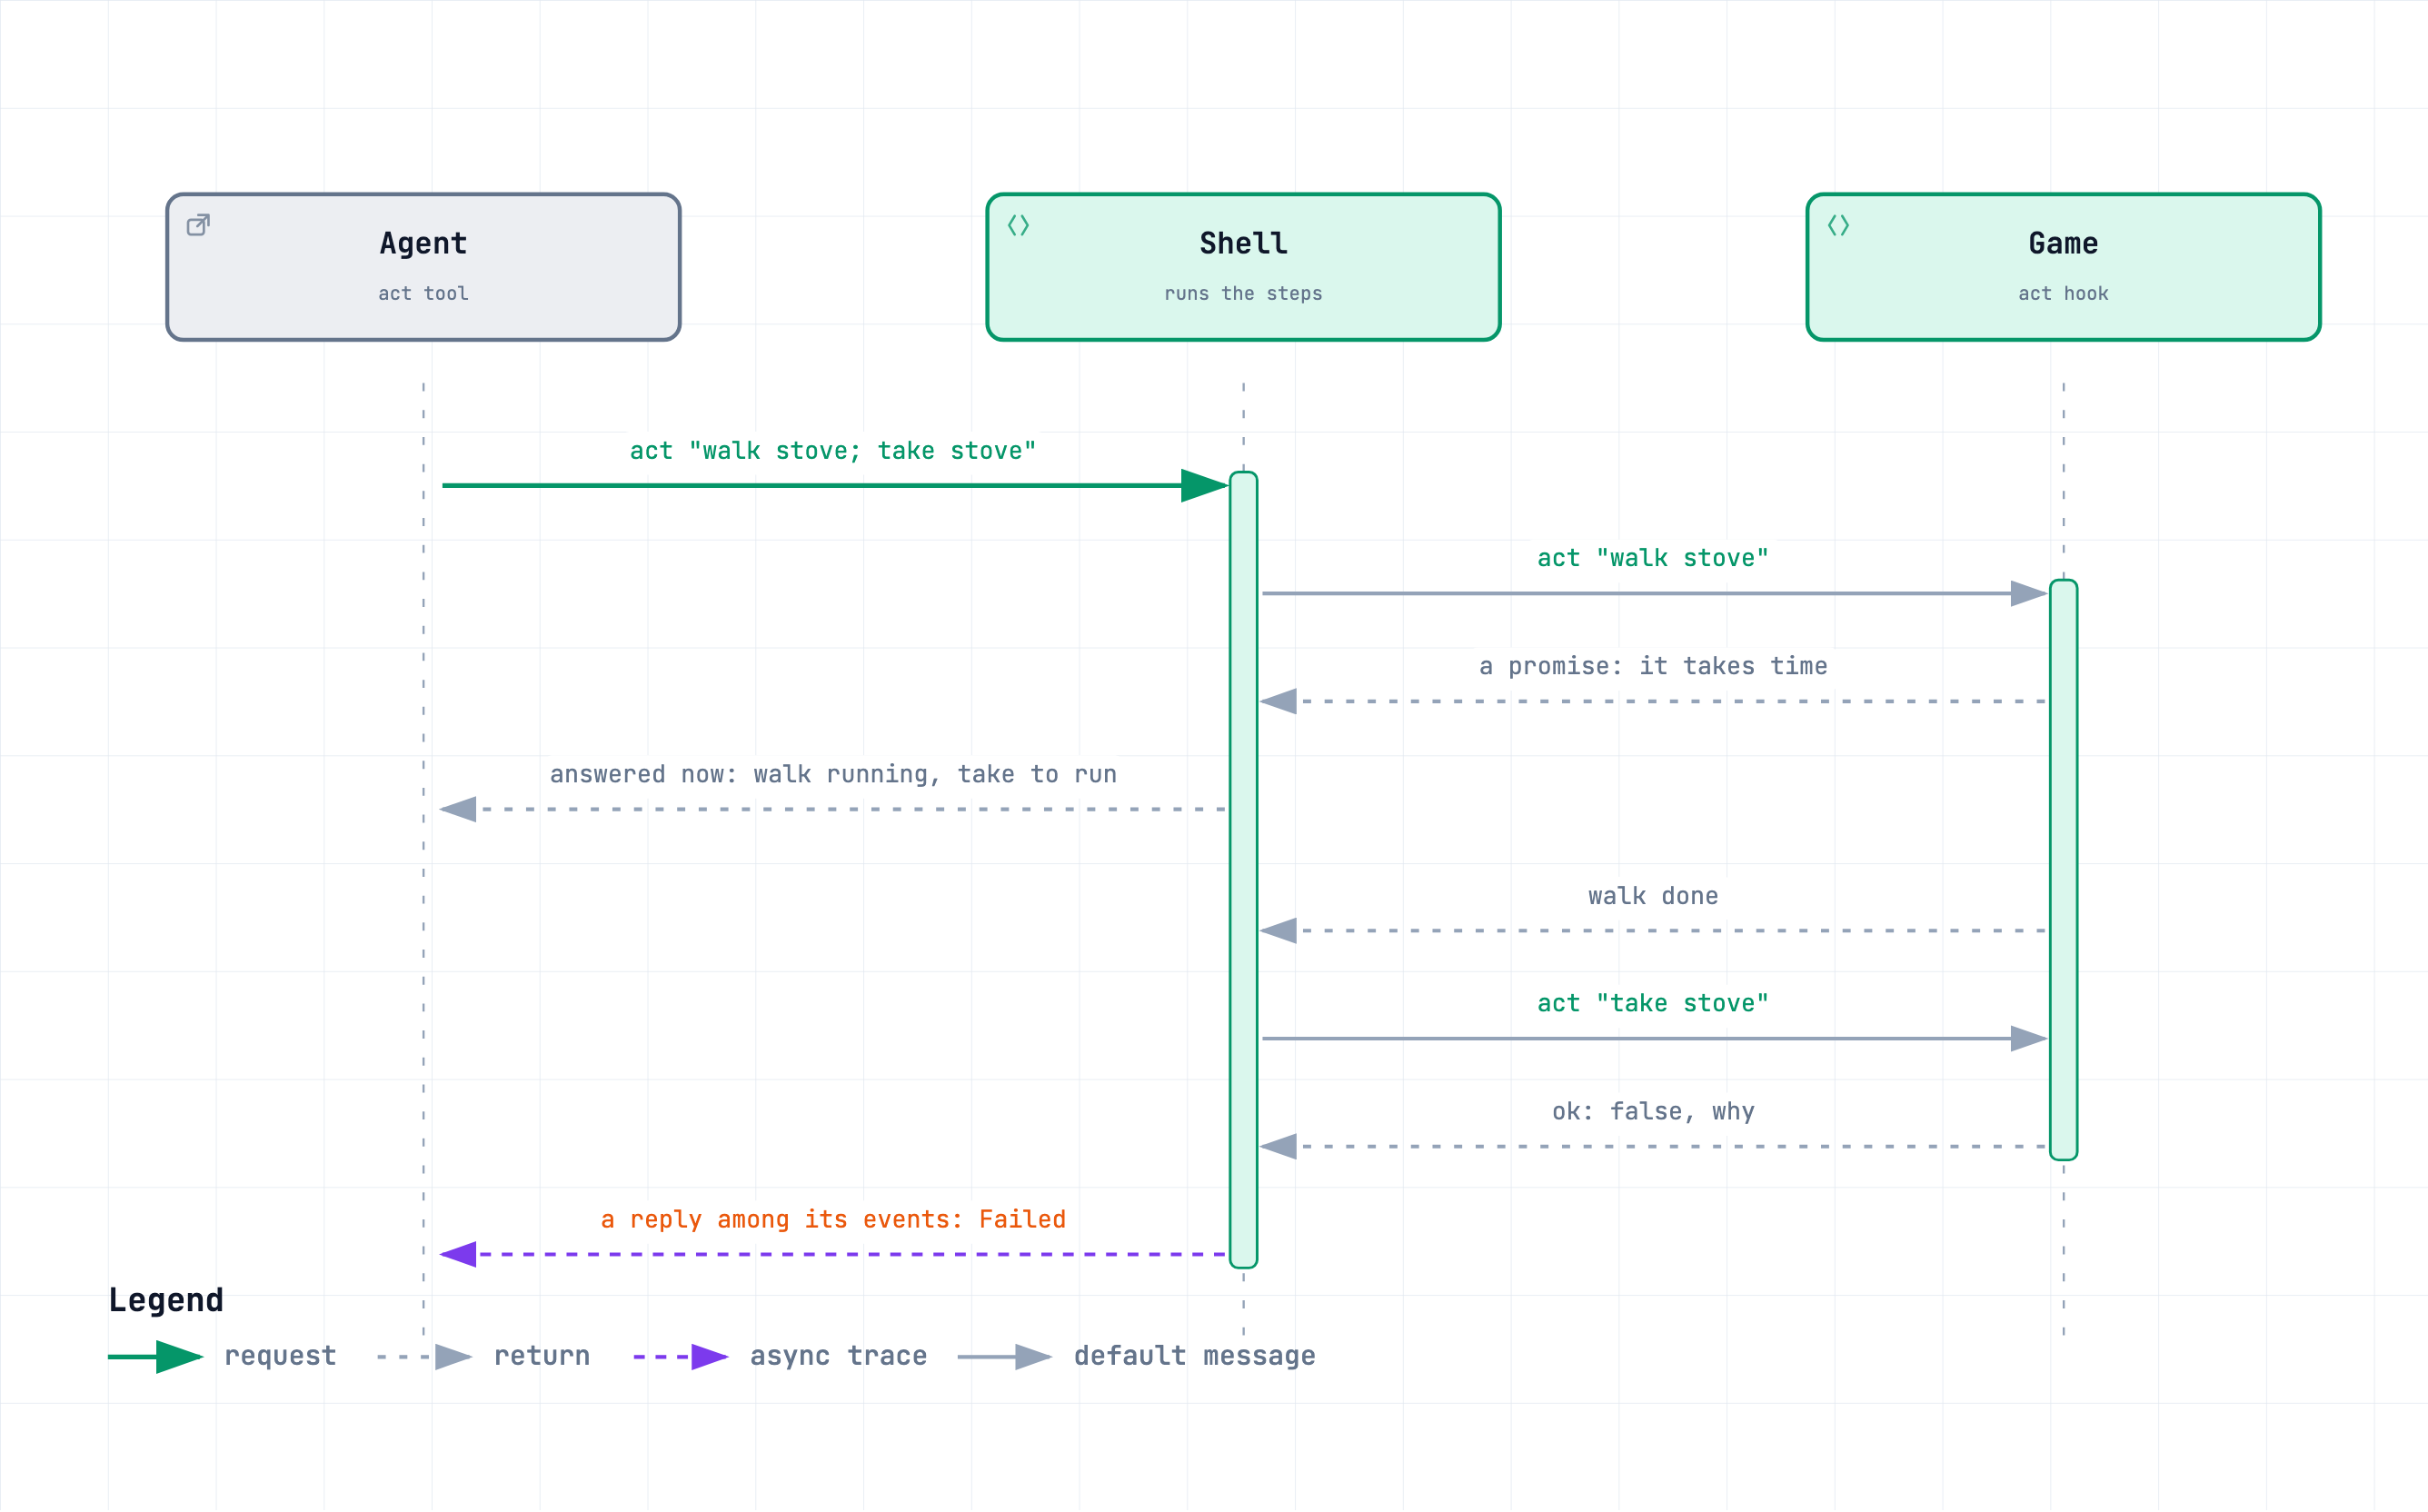 Agent
act tool
Shell
runs the steps
Game
act hook
act "walk stove; take stove"
act "walk stove"
a promise: it takes time
answered now: walk running, take to run
walk done
act "take stove"
ok: false, why
a reply among its events: Failed
Legend
request
return
async trace
default message